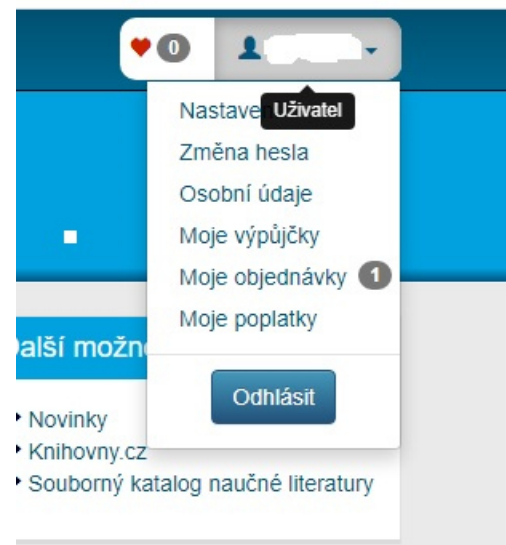 0
Nastave
Uživatel
Změna hesla
Osobní údaje
Moje výpůjčky
Moje objednávky 1
Moje poplatky
alší možn
Odhlásit
Novinky
Knihovny.cz
Souborný katalog naučné literatury